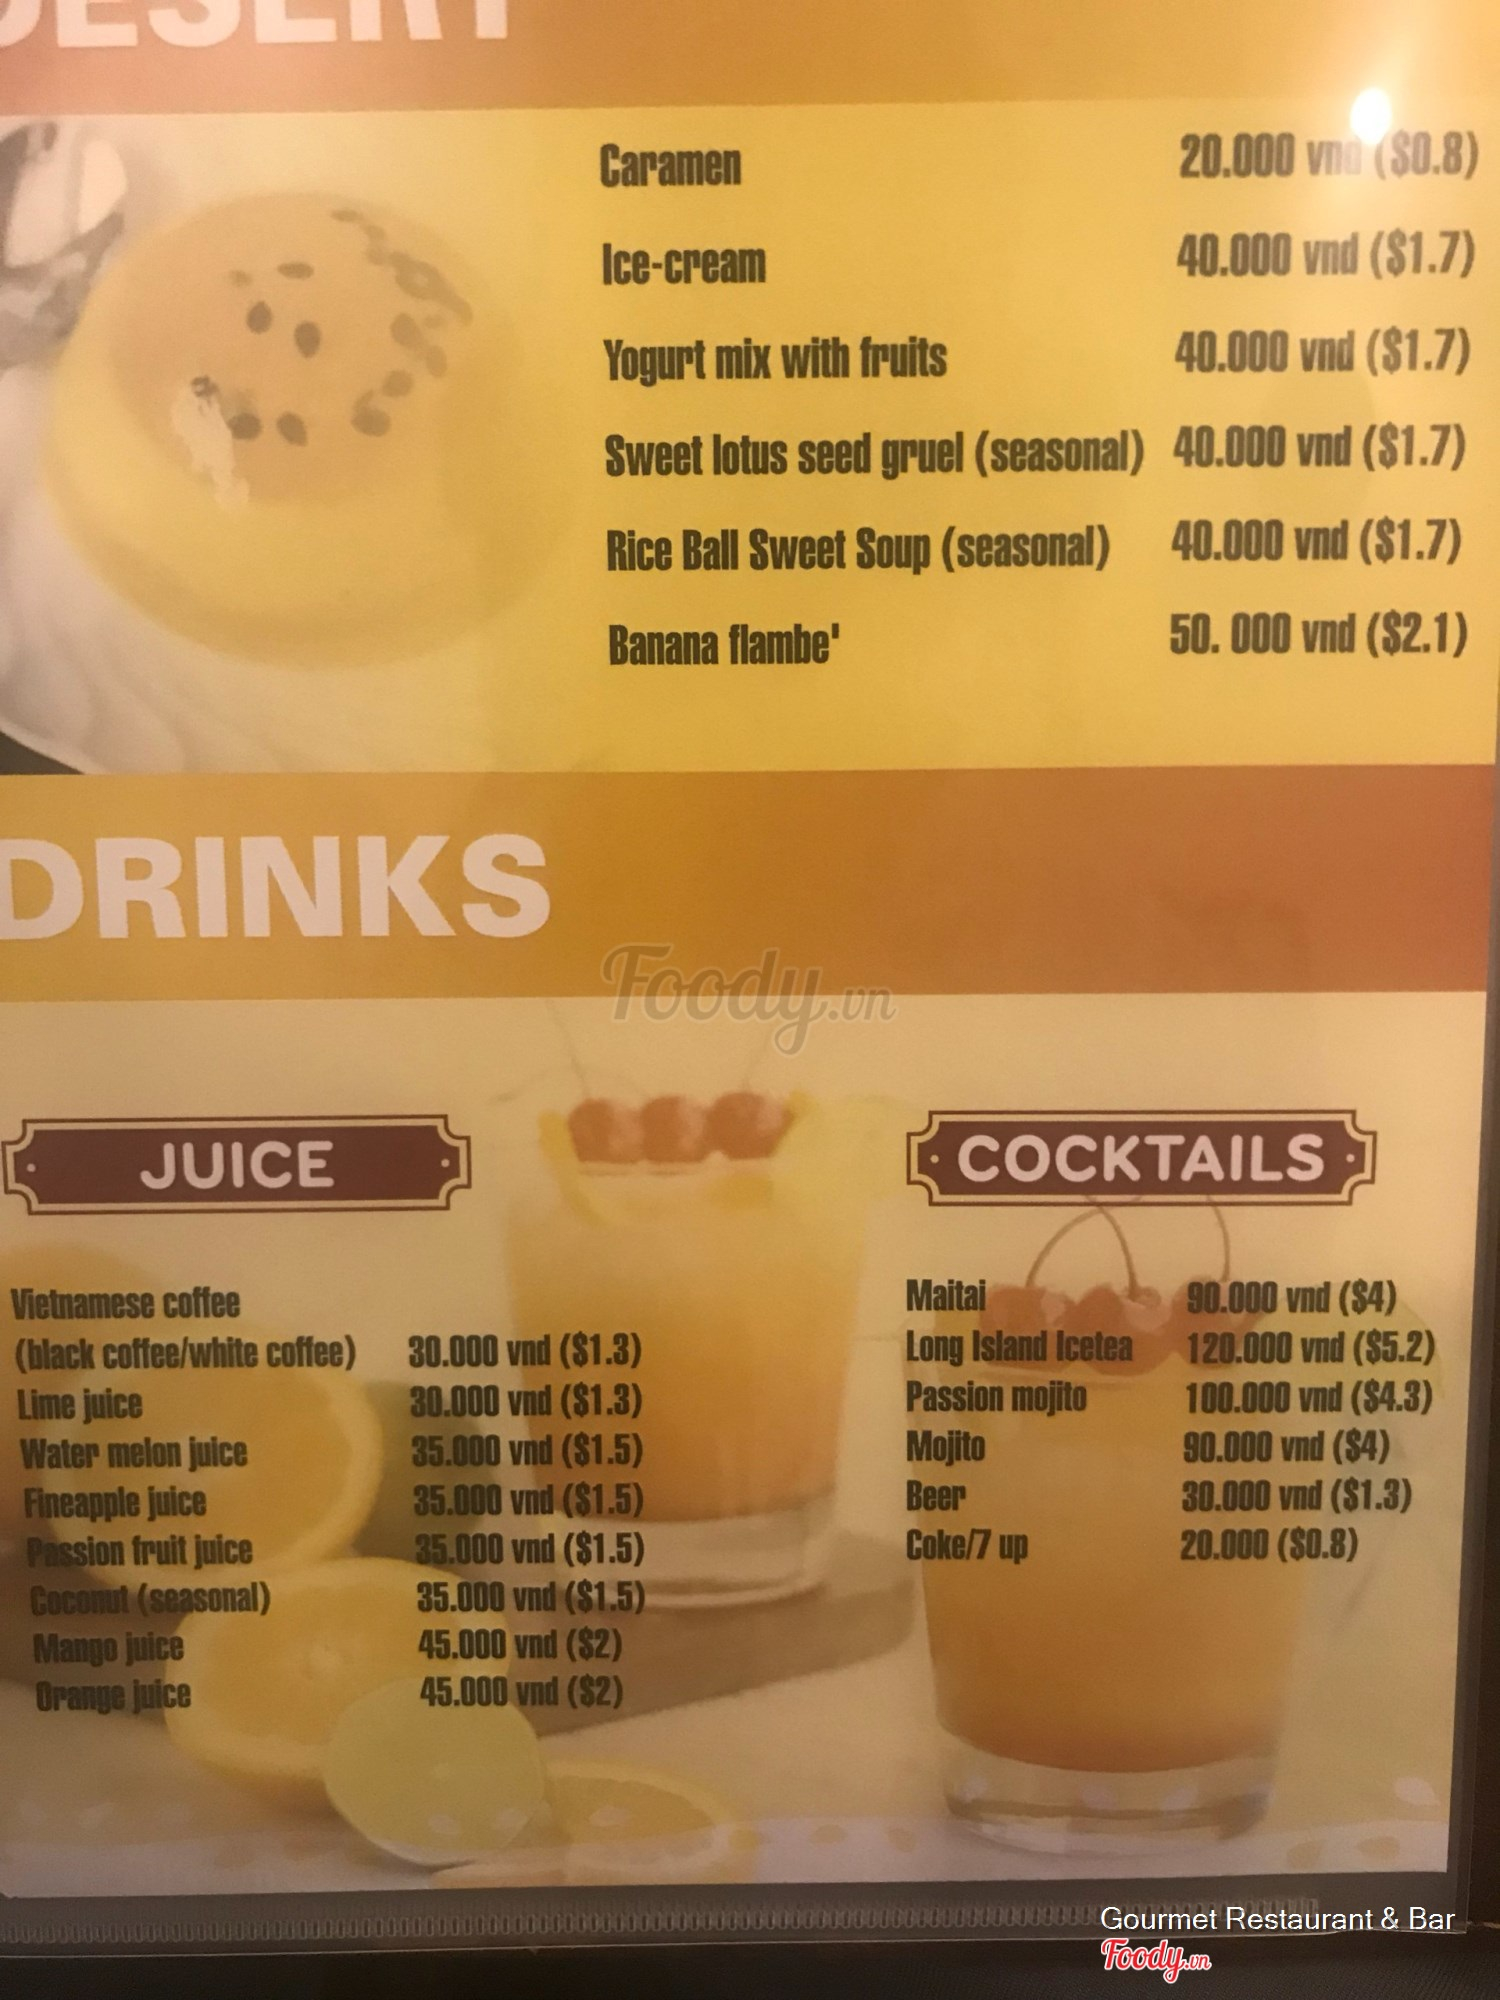 DESERT
Caramen 20.000 vnd ($0.8)
Ice-cream 40.000 vnd ($1.7)
Yogurt mix with fruits 40.000 vnd ($1.7)
Sweet lotus seed gruel (seasonal) 40.000 vnd ($1.7)
Rice Ball Sweet Soup (seasonal) 40.000 vnd ($1.7)
Banana flambe' 50. 000 vnd ($2.1)
DRINKS
Foody.vn
JUICE
Vietnamese coffee
(black coffee/white coffee) 30.000 vnd ($1.3)
Lime juice 30.000 vnd ($1.3)
Water melon juice 35.000 vnd ($1.5)
Fineapple juice 35.000 vnd ($1.5)
Passion fruit juice 35.000 vnd ($1.5)
Coconut (seasonal) 35.000 vnd ($1.5)
Mango juice 45.000 vnd ($2)
Orange juice 45.000 vnd ($2)
COCKTAILS
Maitai 90.000 vnd ($4)
Long Island Icetea 120.000 vnd ($5.2)
Passion mojito 100.000 vnd ($4.3)
Mojito 90.000 vnd ($4)
Beer 30.000 vnd ($1.3)
Coke/7 up 20.000 ($0.8)
Gourmet Restaurant & Bar
Foody.vn